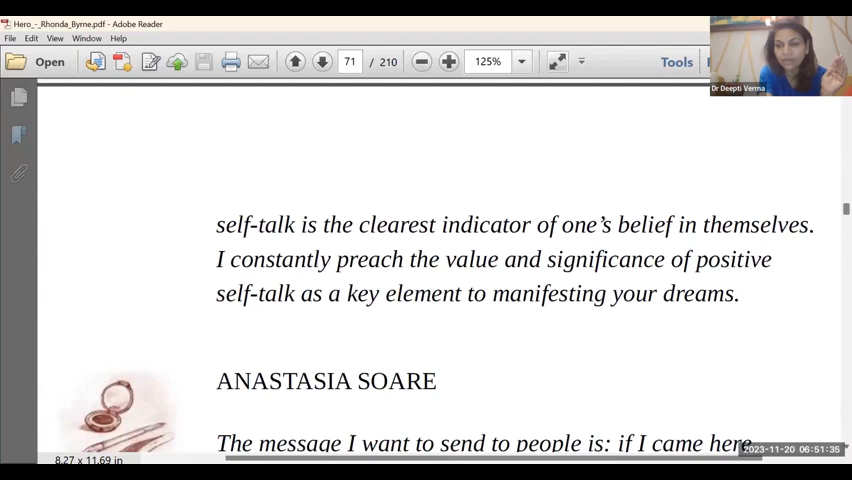 Hero_-_Rhonda_Byrne.pdf - Adobe Reader
File Edit View Window Help
Open 71 / 210 125% Tools
Dr Deepti Verma
self-talk is the clearest indicator of one's belief in themselves.
I constantly preach the value and significance of positive
self-talk as a key element to manifesting your dreams.
ANASTASIA SOARE
The message I want to send to people is: if I came here
2023-11-20 06:51:35
8.27 x 11.69 in